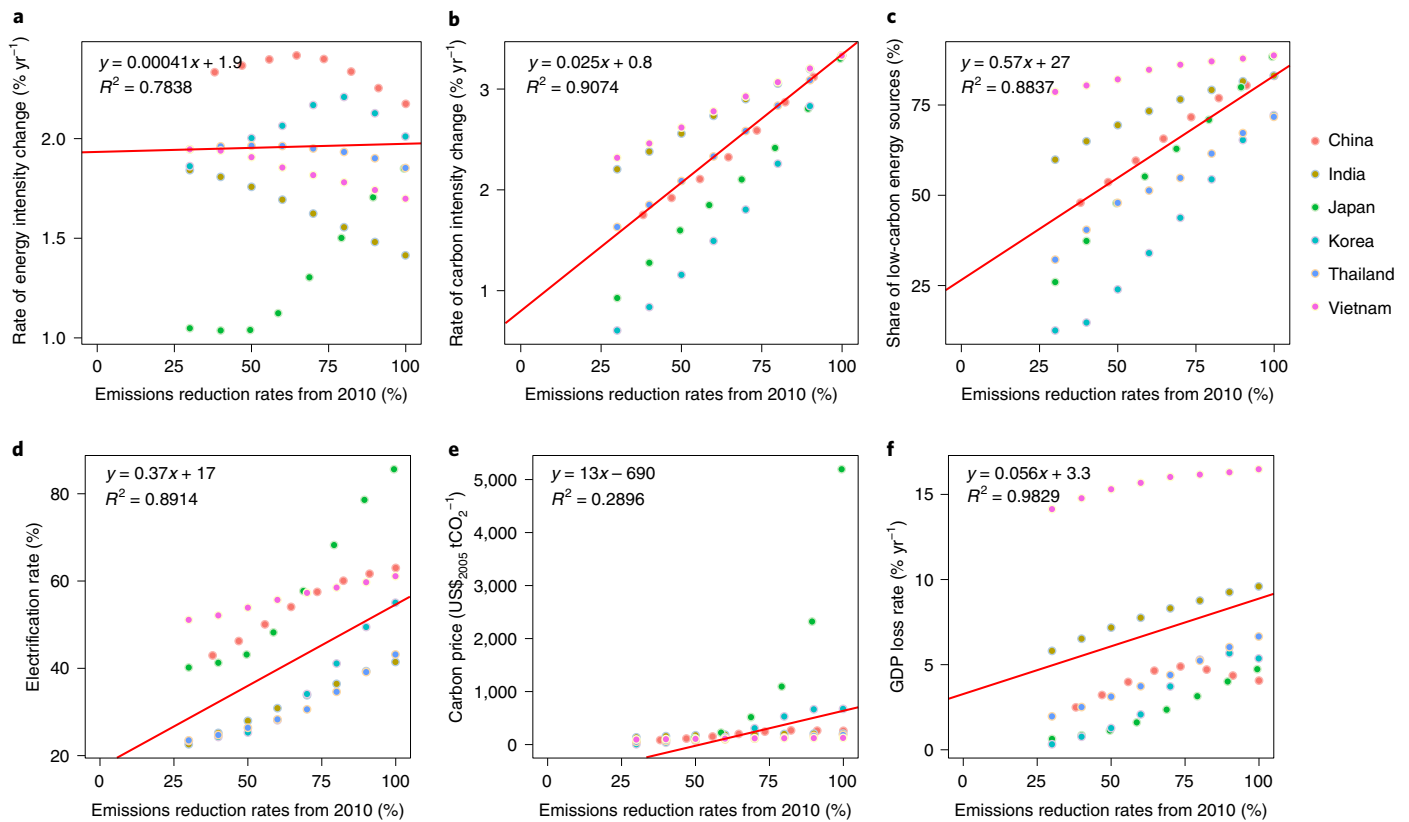 a
y = 0.00041x + 1.9
R² = 0.7838
2.0
1.5
1.0
0
25
50
75
100
Rate of energy intensity change (% yr⁻¹)
Emissions reduction rates from 2010 (%)
b
y = 0.025x + 0.8
R² = 0.9074
3
2
1
0
25
50
75
100
Rate of carbon intensity change (% yr⁻¹)
Emissions reduction rates from 2010 (%)
c
y = 0.57x + 27
R² = 0.8837
75
50
25
0
25
50
75
100
Share of low-carbon energy sources (%)
Emissions reduction rates from 2010 (%)
China
India
Japan
Korea
Thailand
Vietnam
d
y = 0.37x + 17
R² = 0.8914
80
60
40
20
0
25
50
75
100
Electrification rate (%)
Emissions reduction rates from 2010 (%)
e
y = 13x – 690
R² = 0.2896
5,000
4,000
3,000
2,000
1,000
0
0
25
50
75
100
Carbon price (US$₂₀₀₅ tCO₂⁻¹)
Emissions reduction rates from 2010 (%)
f
y = 0.056x + 3.3
R² = 0.9829
15
10
5
0
0
25
50
75
100
GDP loss rate (% yr⁻¹)
Emissions reduction rates from 2010 (%)